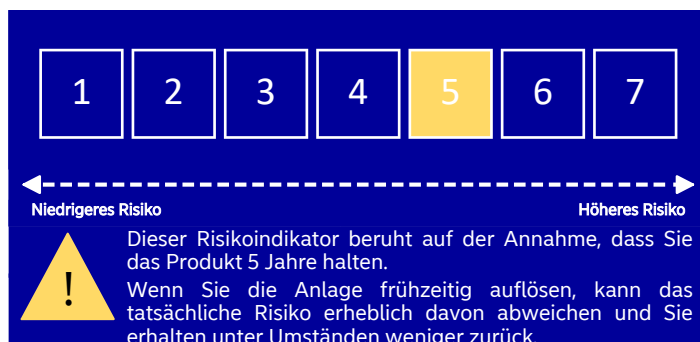 1 2 3 4 5 6 7
Niedrigeres Risiko Höheres Risiko
Dieser Risikoindikator beruht auf der Annahme, dass Sie
das Produkt 5 Jahre halten.
!
Wenn Sie die Anlage frühzeitig auflösen, kann das
tatsächliche Risiko erheblich davon abweichen und Sie
erhalten unter Umständen weniger zurück.